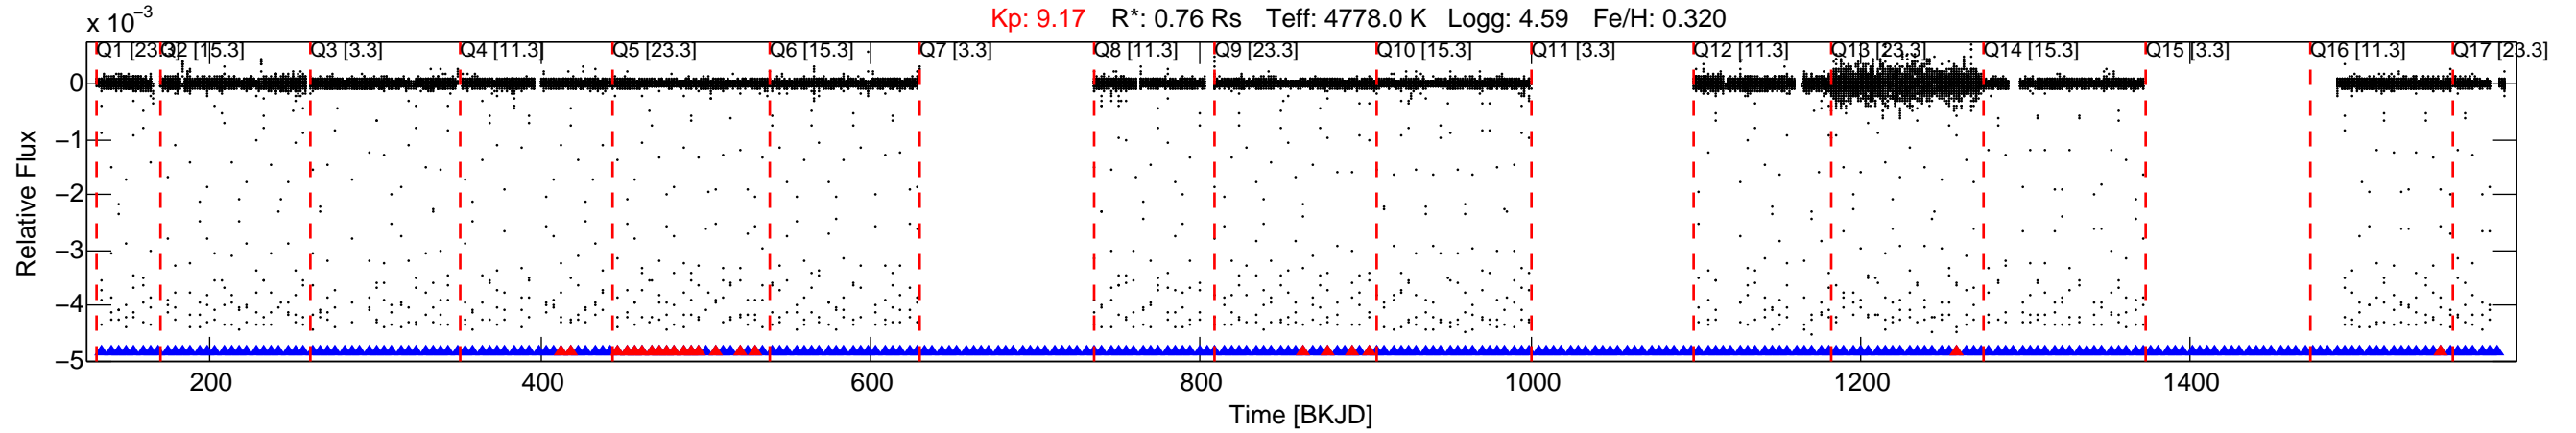 Kp: 9.17 R*: 0.76 Rs Teff: 4778.0 K Logg: 4.59 Fe/H: 0.320
x 10⁻³
Q1 [23.3] Q2 [15.3] Q3 [3.3] Q4 [11.3] Q5 [23.3] Q6 [15.3] Q7 [3.3] Q8 [11.3] Q9 [23.3] Q10 [15.3] Q11 [3.3] Q12 [11.3] Q13 [23.3] Q14 [15.3] Q15 [3.3] Q16 [11.3] Q17 [23.3]
0
−1
−2
−3
−4
−5
Relative Flux
200 400 600 800 1000 1200 1400
Time [BKJD]